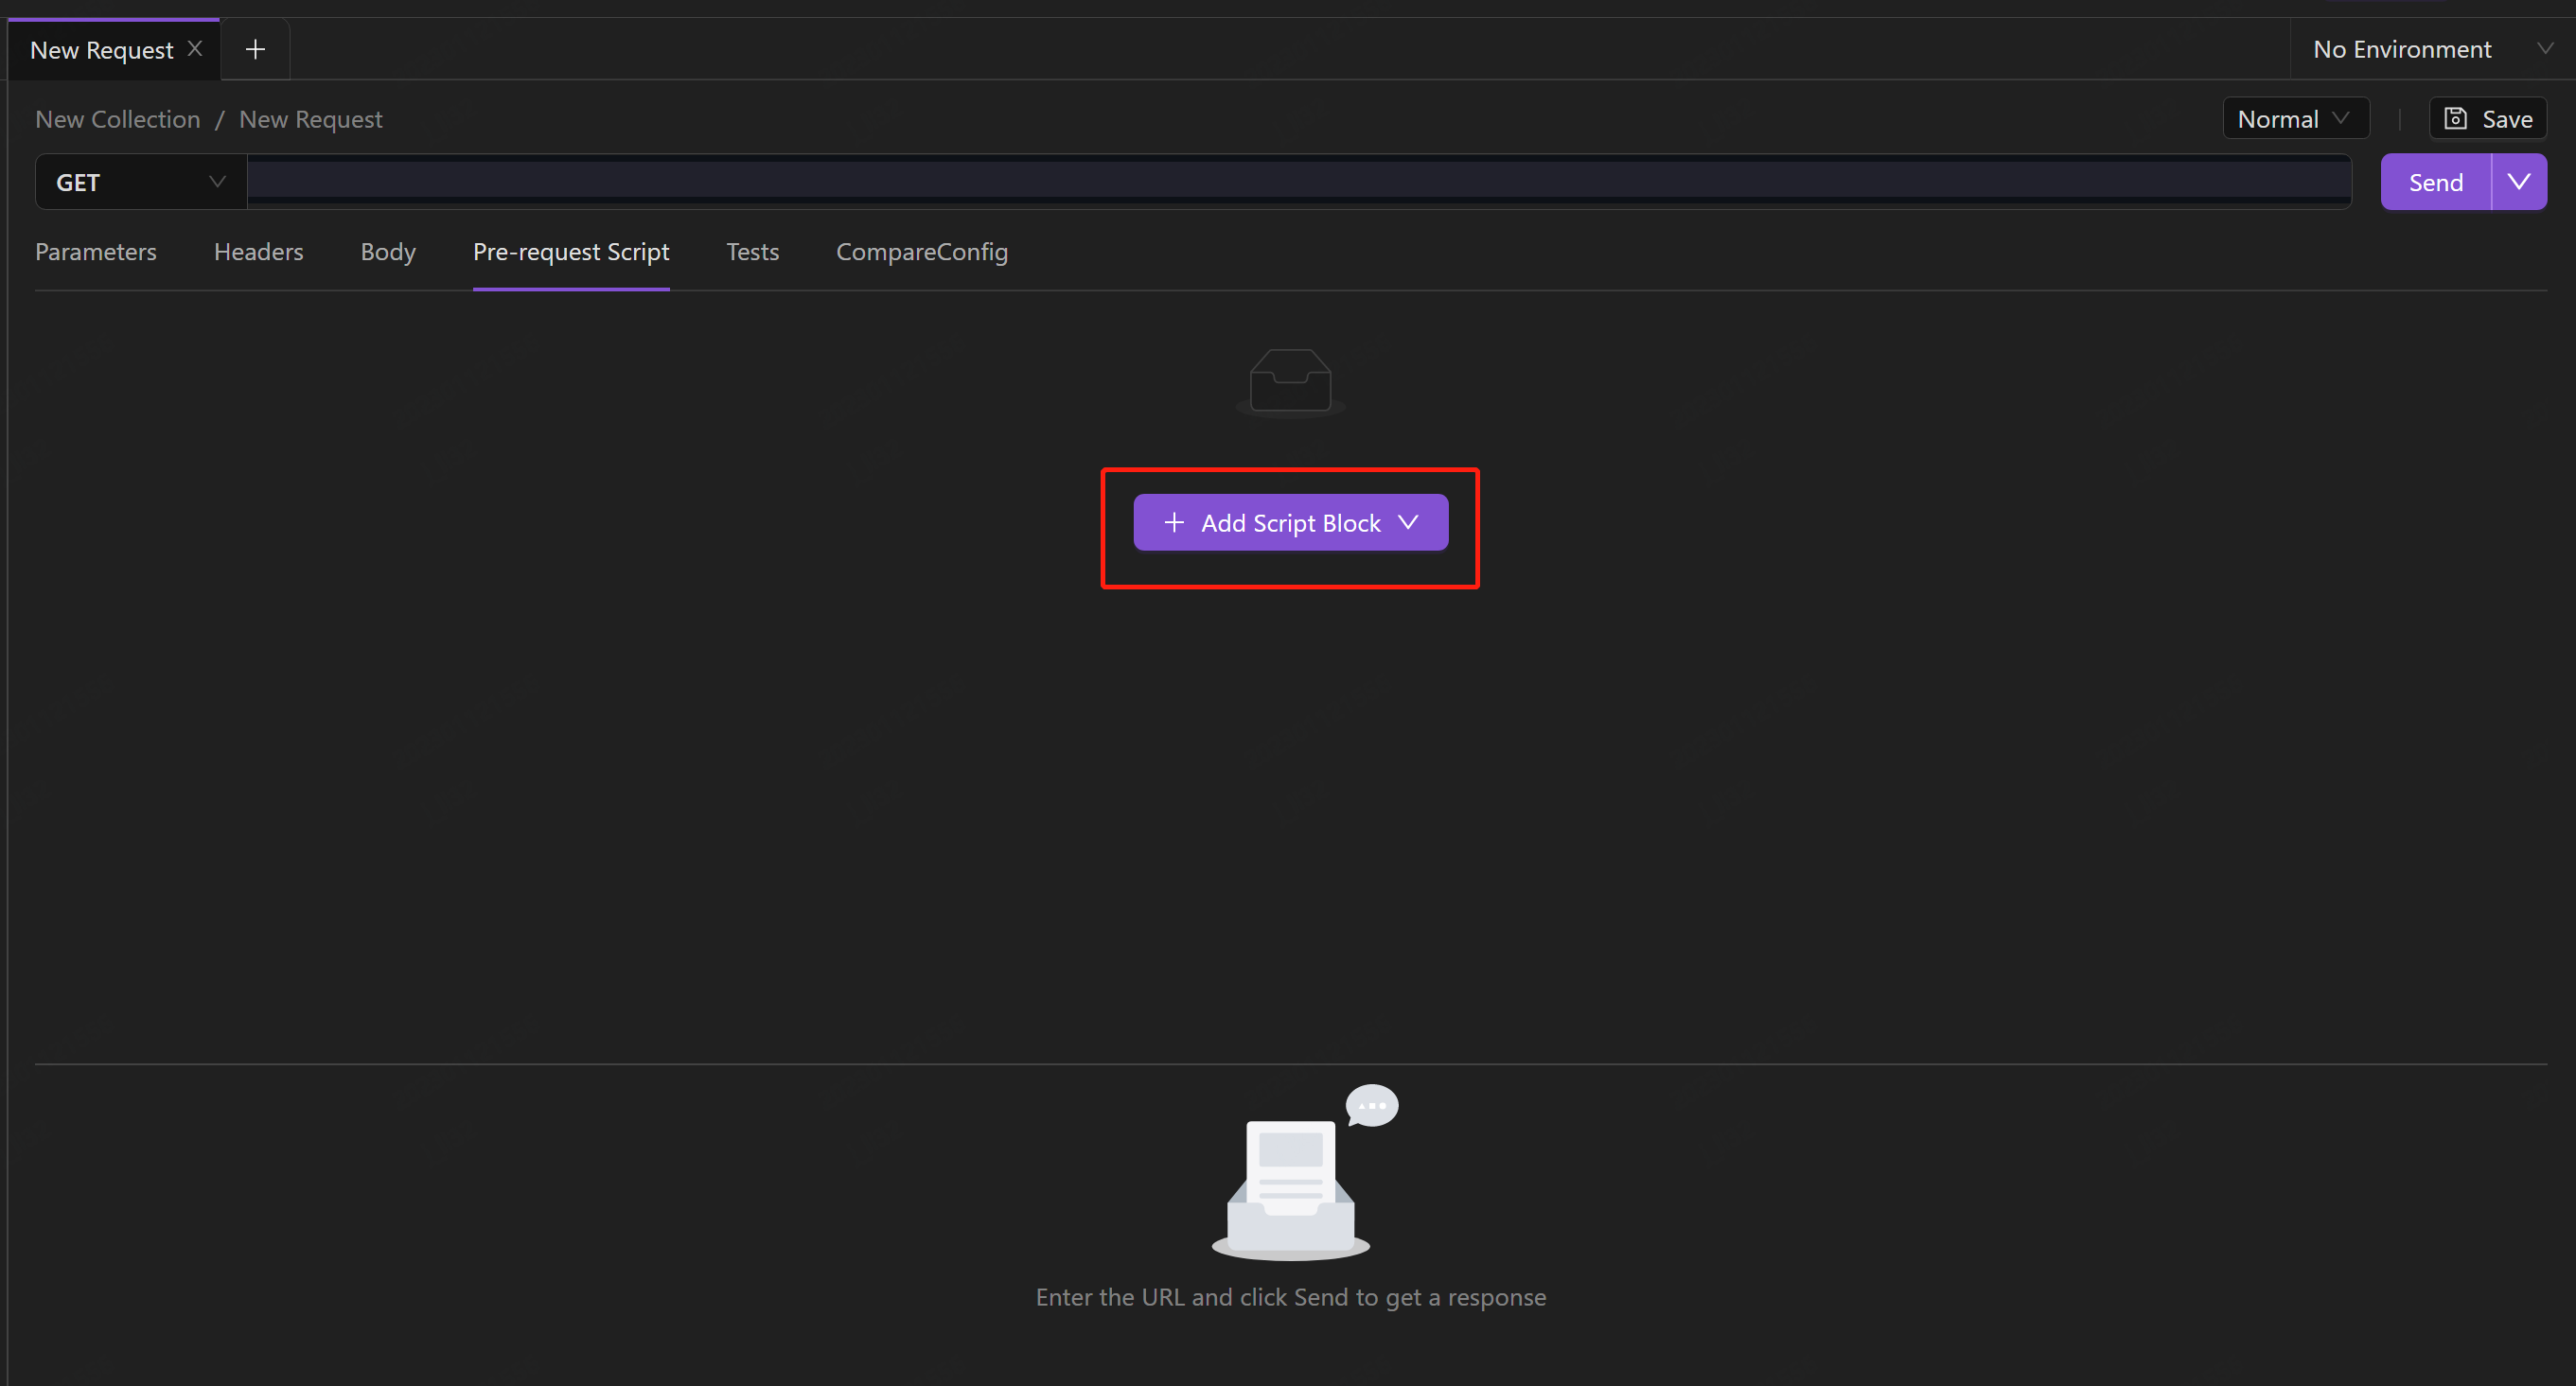 New Request
No Environment
New Collection / New Request
Normal
Save
GET
Send
Parameters Headers Body Pre-request Script Tests CompareConfig
Add Script Block
Enter the URL and click Send to get a response